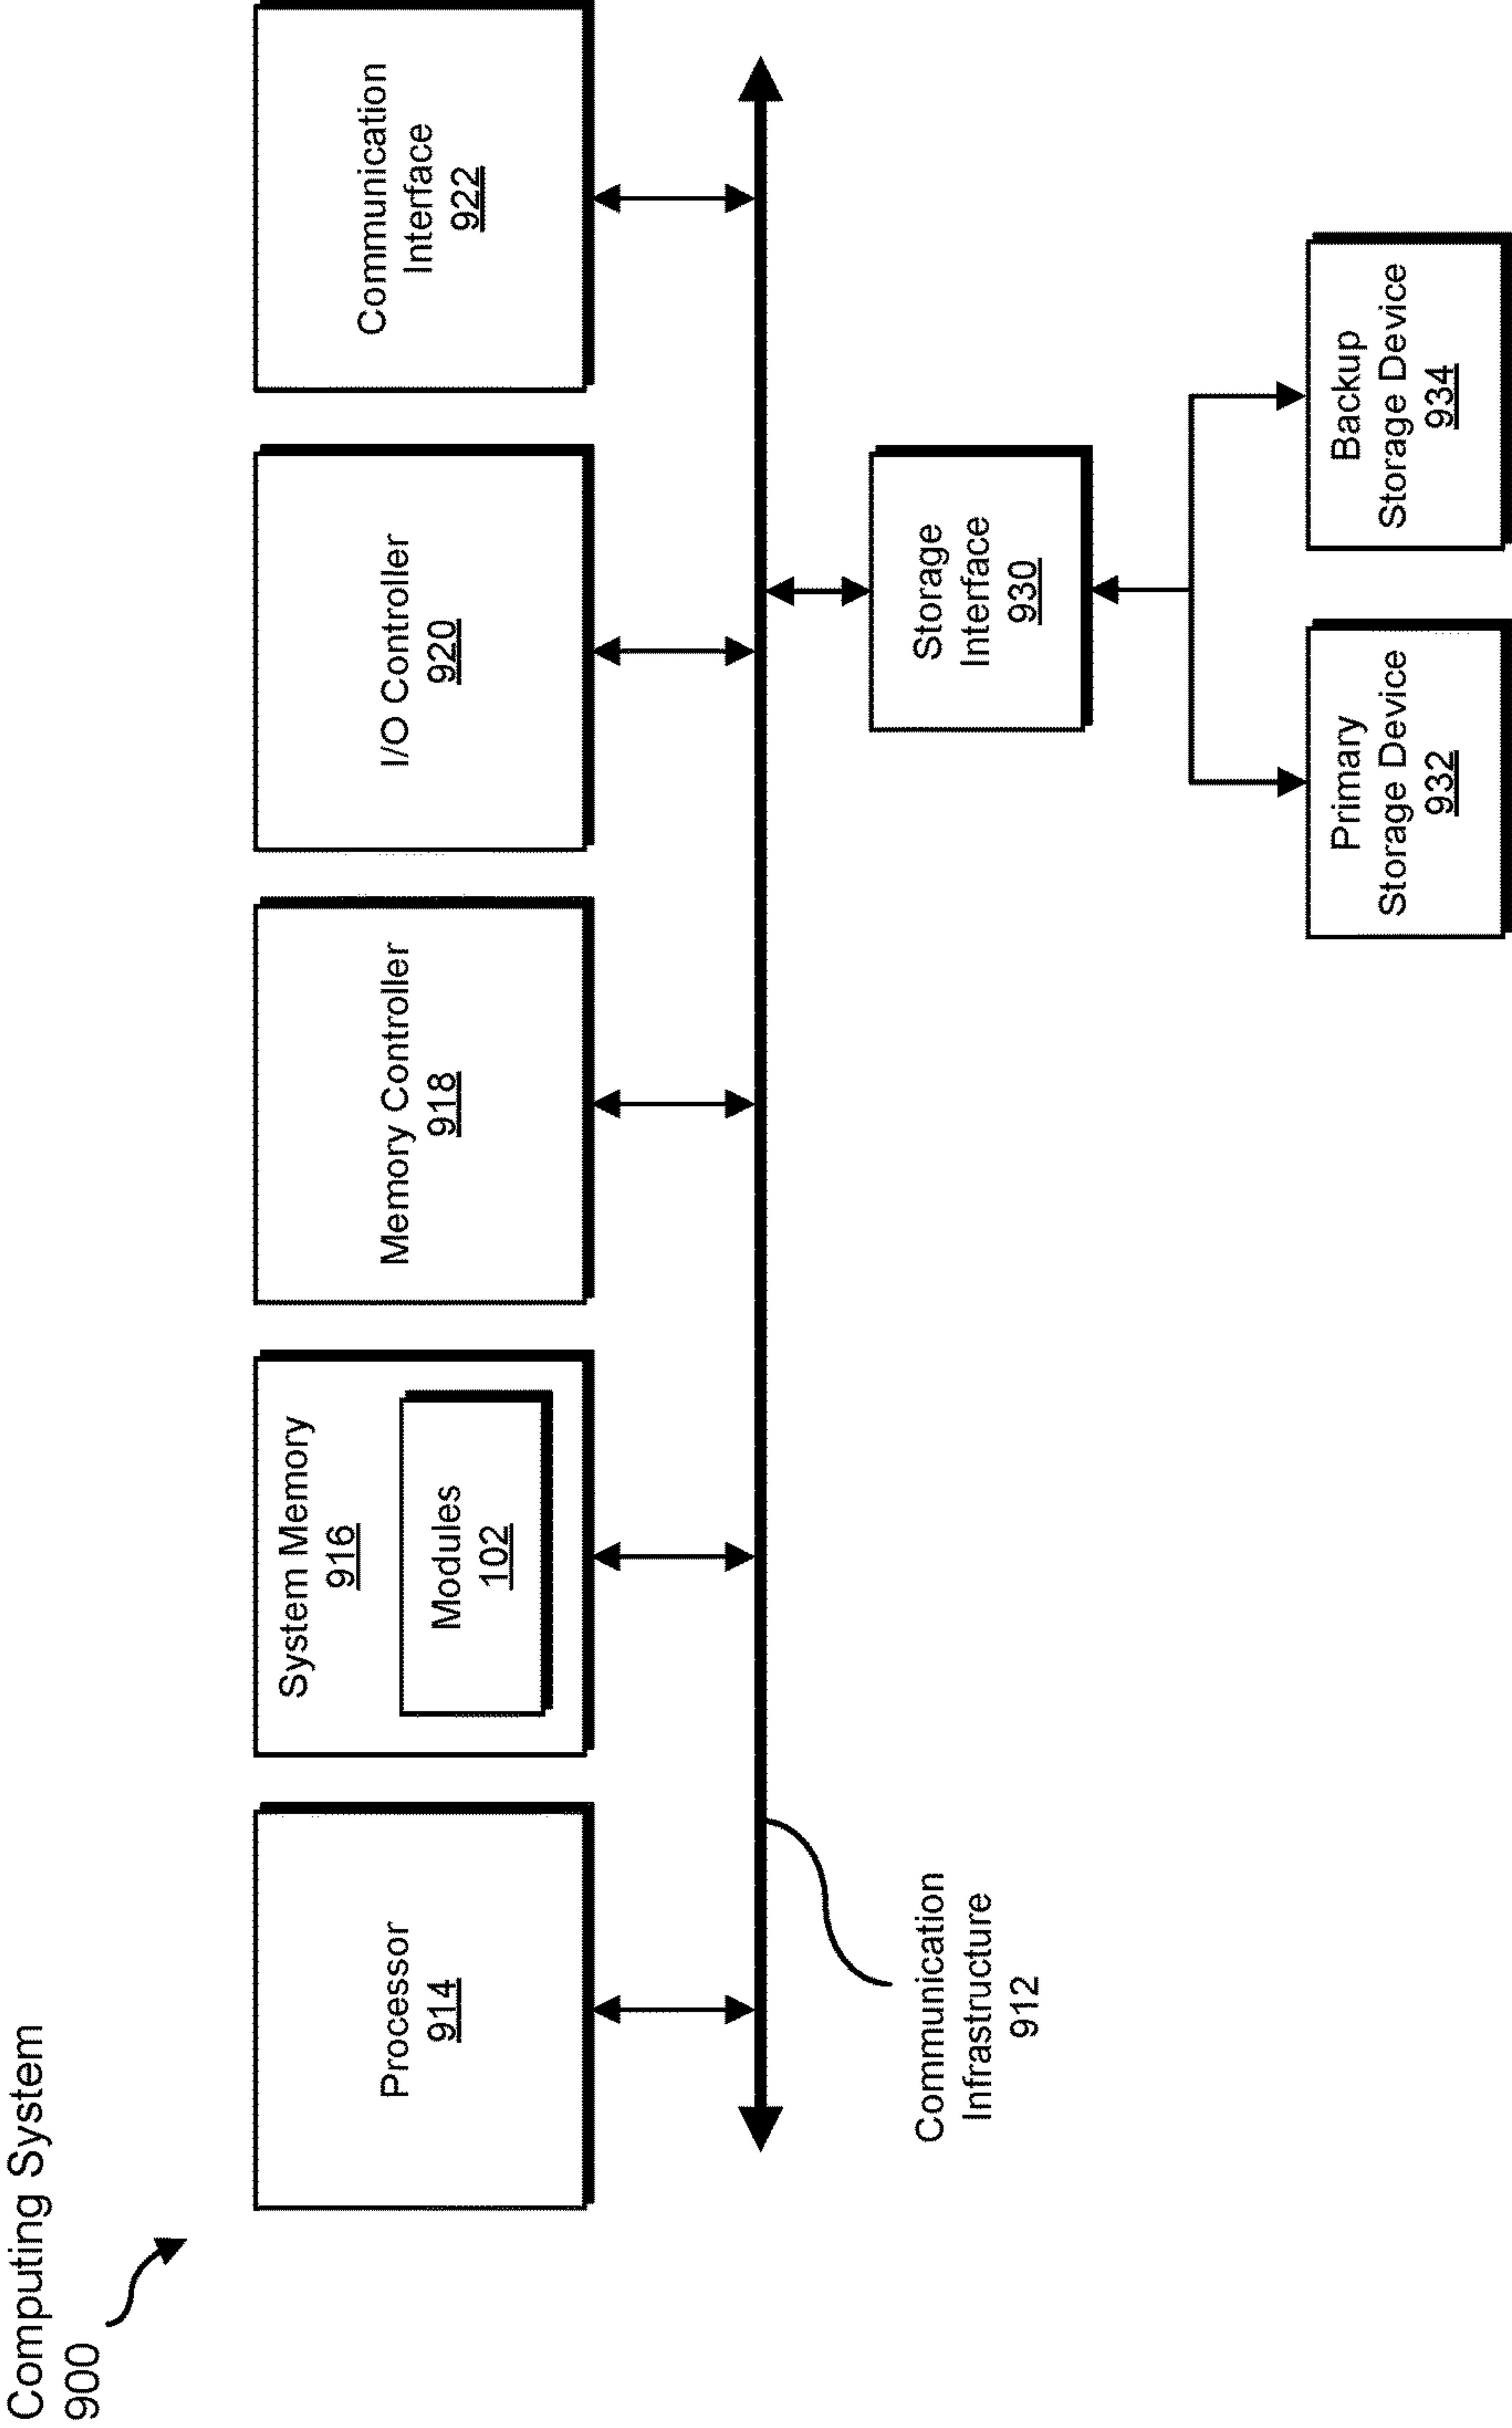 Computing System
900
Processor
914
System Memory
916
Modules
102
Memory Controller
918
I/O Controller
920
Communication
Interface
922
Communication
Infrastructure
912
Storage
Interface
930
Primary
Storage Device
932
Backup
Storage Device
934